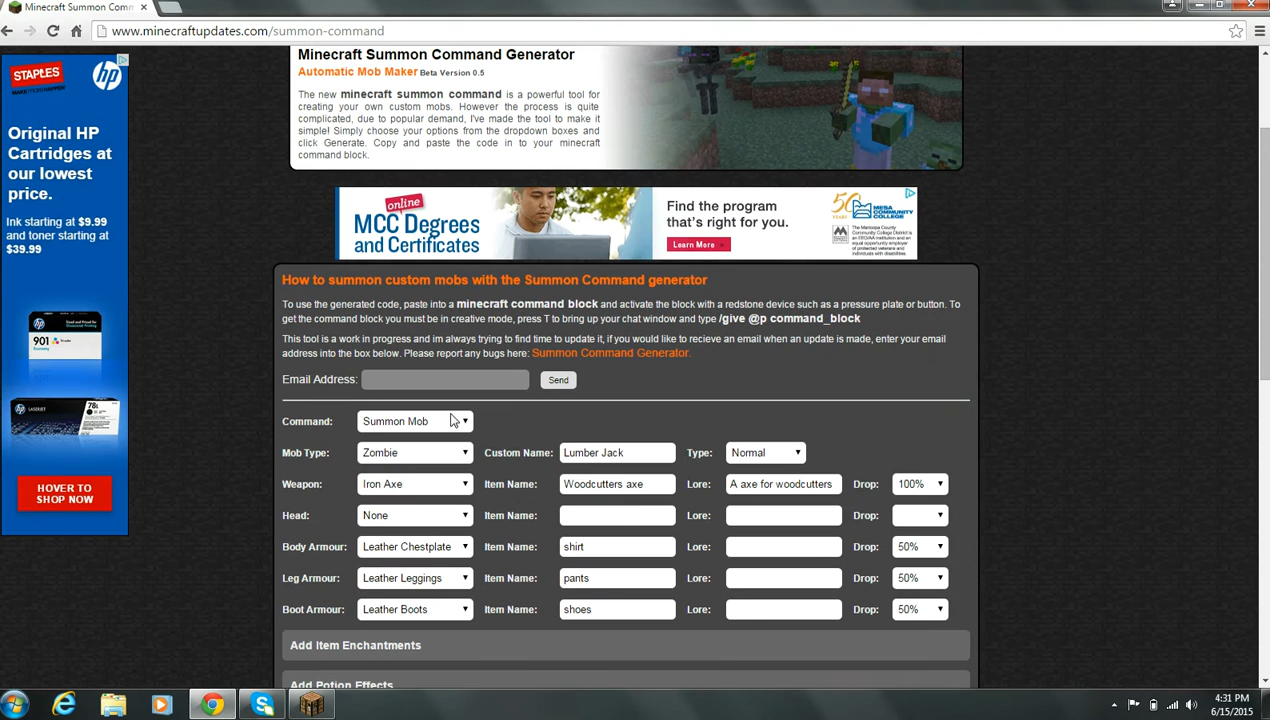 Minecraft Summon Comm
www.minecraftupdates.com/summon-command
STAPLES
MAKE MORE HAPPEN
hp
Original HP
Cartridges at
our lowest
price.
Ink starting at $9.99
and toner starting at
$39.99
901
78
HOVER TO
SHOP NOW
Minecraft Summon Command Generator
Automatic Mob Maker Beta Version 0.5
The new minecraft summon command is a powerful tool for
creating your own custom mobs. However the process is quite
complicated, due to popular demand, I've made the tool to make it
simple! Simply choose your options from the dropdown boxes and
click Generate. Copy and paste the code in to your minecraft
command block.
online
MCC Degrees
and Certificates
Find the program
that's right for you.
Learn More
50
MESA
COMMUNITY
COLLEGE
How to summon custom mobs with the Summon Command generator
To use the generated code, paste into a minecraft command block and activate the block with a redstone device such as a pressure plate or button. To
get the command block you must be in creative mode, press T to bring up your chat window and type /give @p command_block
This tool is a work in progress and im always trying to find time to update it, if you would like to recieve an email when an update is made, enter your email
address into the box below. Please report any bugs here: Summon Command Generator.
Email Address: Send
Command: Summon Mob
Mob Type: Zombie Custom Name: Lumber Jack Type: Normal
Weapon: Iron Axe Item Name: Woodcutters axe Lore: A axe for woodcutters Drop: 100%
Head: None Item Name: Lore: Drop:
Body Armour: Leather Chestplate Item Name: shirt Lore: Drop: 50%
Leg Armour: Leather Leggings Item Name: pants Lore: Drop: 50%
Boot Armour: Leather Boots Item Name: shoes Lore: Drop: 50%
Add Item Enchantments
Add Potion Effects
4:31 PM
6/15/2015